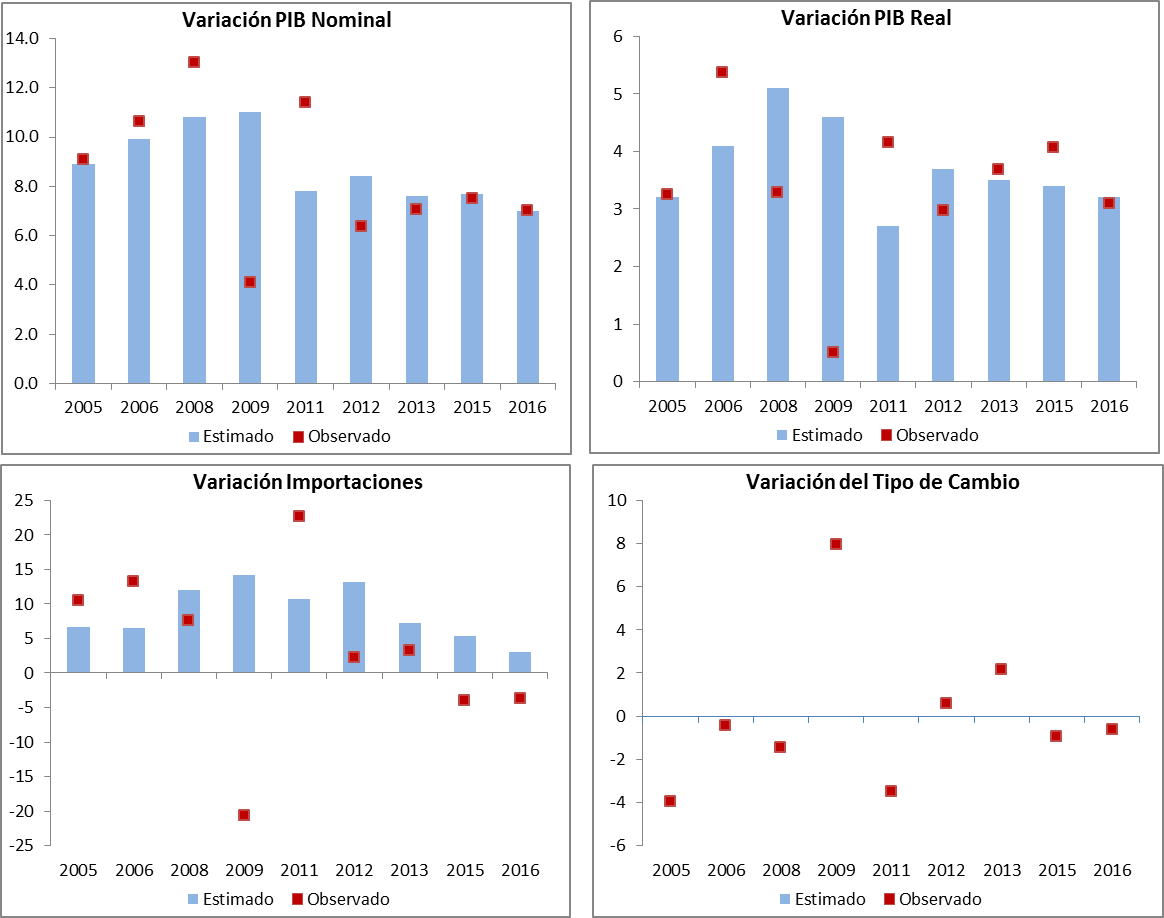 Variación PIB Nominal
14.0
12.0
10.0
8.0
6.0
4.0
2.0
0.0
2005 2006 2008 2009 2011 2012 2013 2015 2016
Estimado Observado
Variación PIB Real
6
5
4
3
2
1
0
2005 2006 2008 2009 2011 2012 2013 2015 2016
Estimado Observado
Variación Importaciones
25
20
15
10
5
0
-5
-10
-15
-20
-25
2005 2006 2008 2009 2011 2012 2013 2015 2016
Estimado Observado
Variación del Tipo de Cambio
10
8
6
4
2
0
-2
-4
-6
2005 2006 2008 2009 2011 2012 2013 2015 2016
Estimado Observado